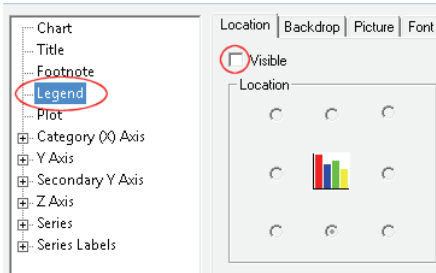 Chart
Title
Footnote
Legend
Plot
Category (X) Axis
Y Axis
Secondary Y Axis
Z Axis
Series
Series Labels
Location Backdrop Picture Font
Visible
Location